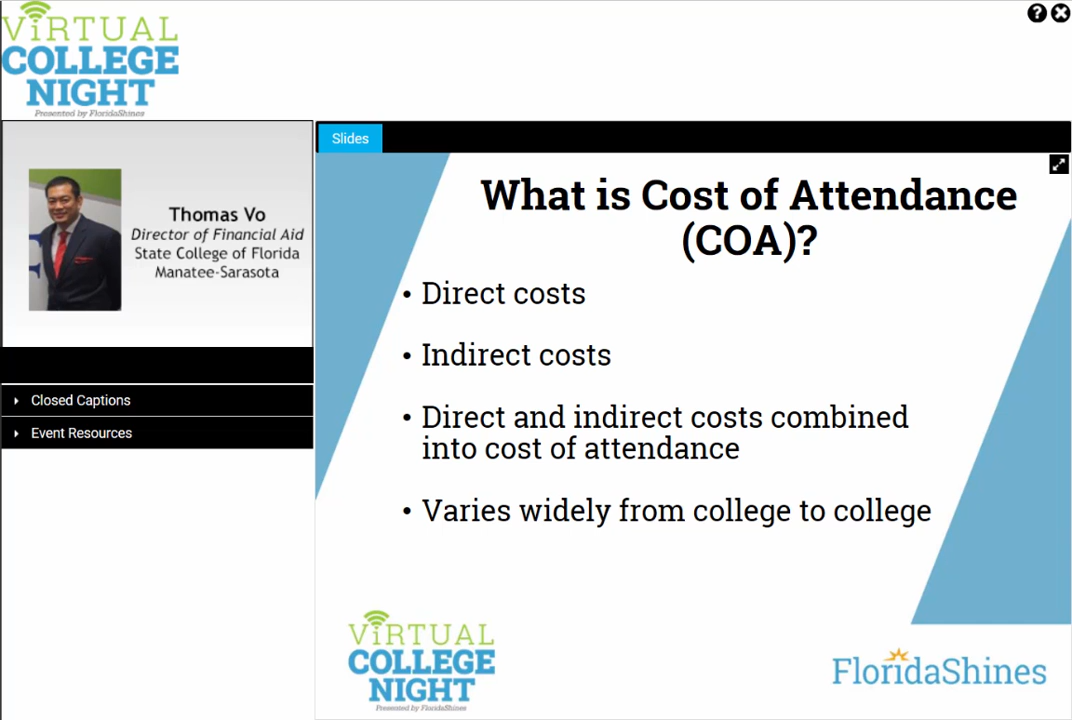 ViRTUAL
COLLEGE
NIGHT
Presented by FloridaShines
Thomas Vo
Director of Financial Aid
State College of Florida
Manatee-Sarasota
Closed Captions
Event Resources
Slides
What is Cost of Attendance
(COA)?
• Direct costs
• Indirect costs
• Direct and indirect costs combined
into cost of attendance
• Varies widely from college to college
ViRTUAL
COLLEGE
NIGHT
Presented by FloridaShines
FloridaShines